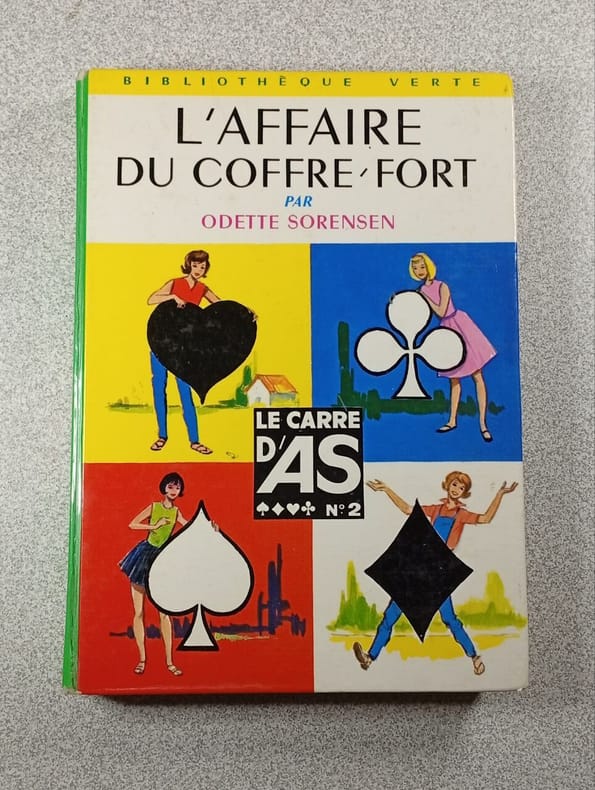 BIBLIOTHÈQUE VERTE
L'AFFAIRE
DU COFFRE-FORT
PAR
ODETTE SORENSEN
LE CARRE
D'AS
♠♦♥♣ N°2